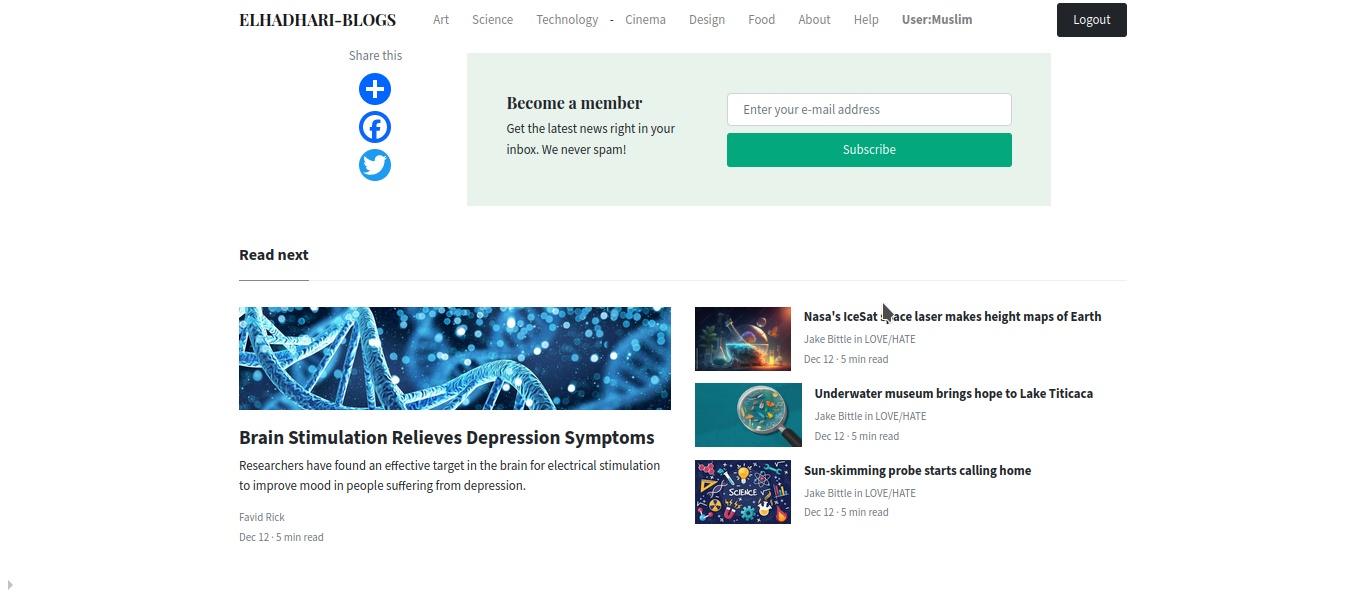 ELHADHARI-BLOGS Art Science Technology - Cinema Design Food About Help User:Muslim Logout
Share this
Become a member
Get the latest news right in your
inbox. We never spam!
Enter your e-mail address
Subscribe
Read next
Brain Stimulation Relieves Depression Symptoms
Researchers have found an effective target in the brain for electrical stimulation
to improve mood in people suffering from depression.
Favid Rick
Dec 12 · 5 min read
Nasa's IceSat space laser makes height maps of Earth
Jake Bittle in LOVE/HATE
Dec 12 · 5 min read
Underwater museum brings hope to Lake Titicaca
Jake Bittle in LOVE/HATE
Dec 12 · 5 min read
SCIENCE
Sun-skimming probe starts calling home
Jake Bittle in LOVE/HATE
Dec 12 · 5 min read